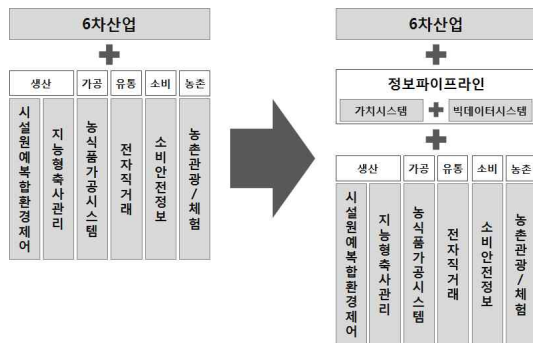 6차산업
생산 가공 유통 소비 농촌
시설원예복합환경제어
지능형축사관리
농식품가공시스템
전자직거래
소비안전정보
농촌관광/체험
6차산업
정보파이프라인
가치시스템 빅데이터시스템
생산 가공 유통 소비 농촌
시설원예복합환경제어
지능형축사관리
농식품가공시스템
전자직거래
소비안전정보
농촌관광/체험